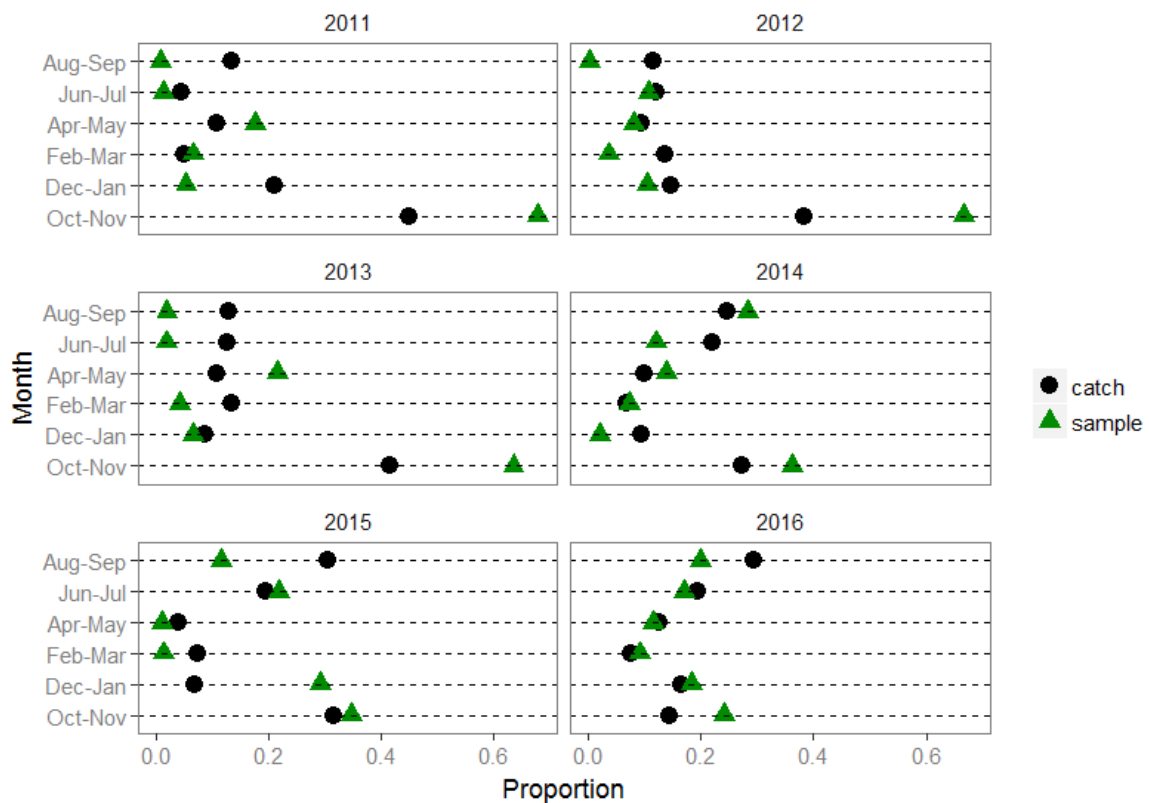 2011
2012
Aug-Sep
Jun-Jul
Apr-May
Feb-Mar
Dec-Jan
Oct-Nov
2013
2014
Aug-Sep
Jun-Jul
Apr-May
Feb-Mar
Dec-Jan
Oct-Nov
Month
catch
sample
2015
2016
Aug-Sep
Jun-Jul
Apr-May
Feb-Mar
Dec-Jan
Oct-Nov
0.0 0.2 0.4 0.6 0.0 0.2 0.4 0.6
Proportion